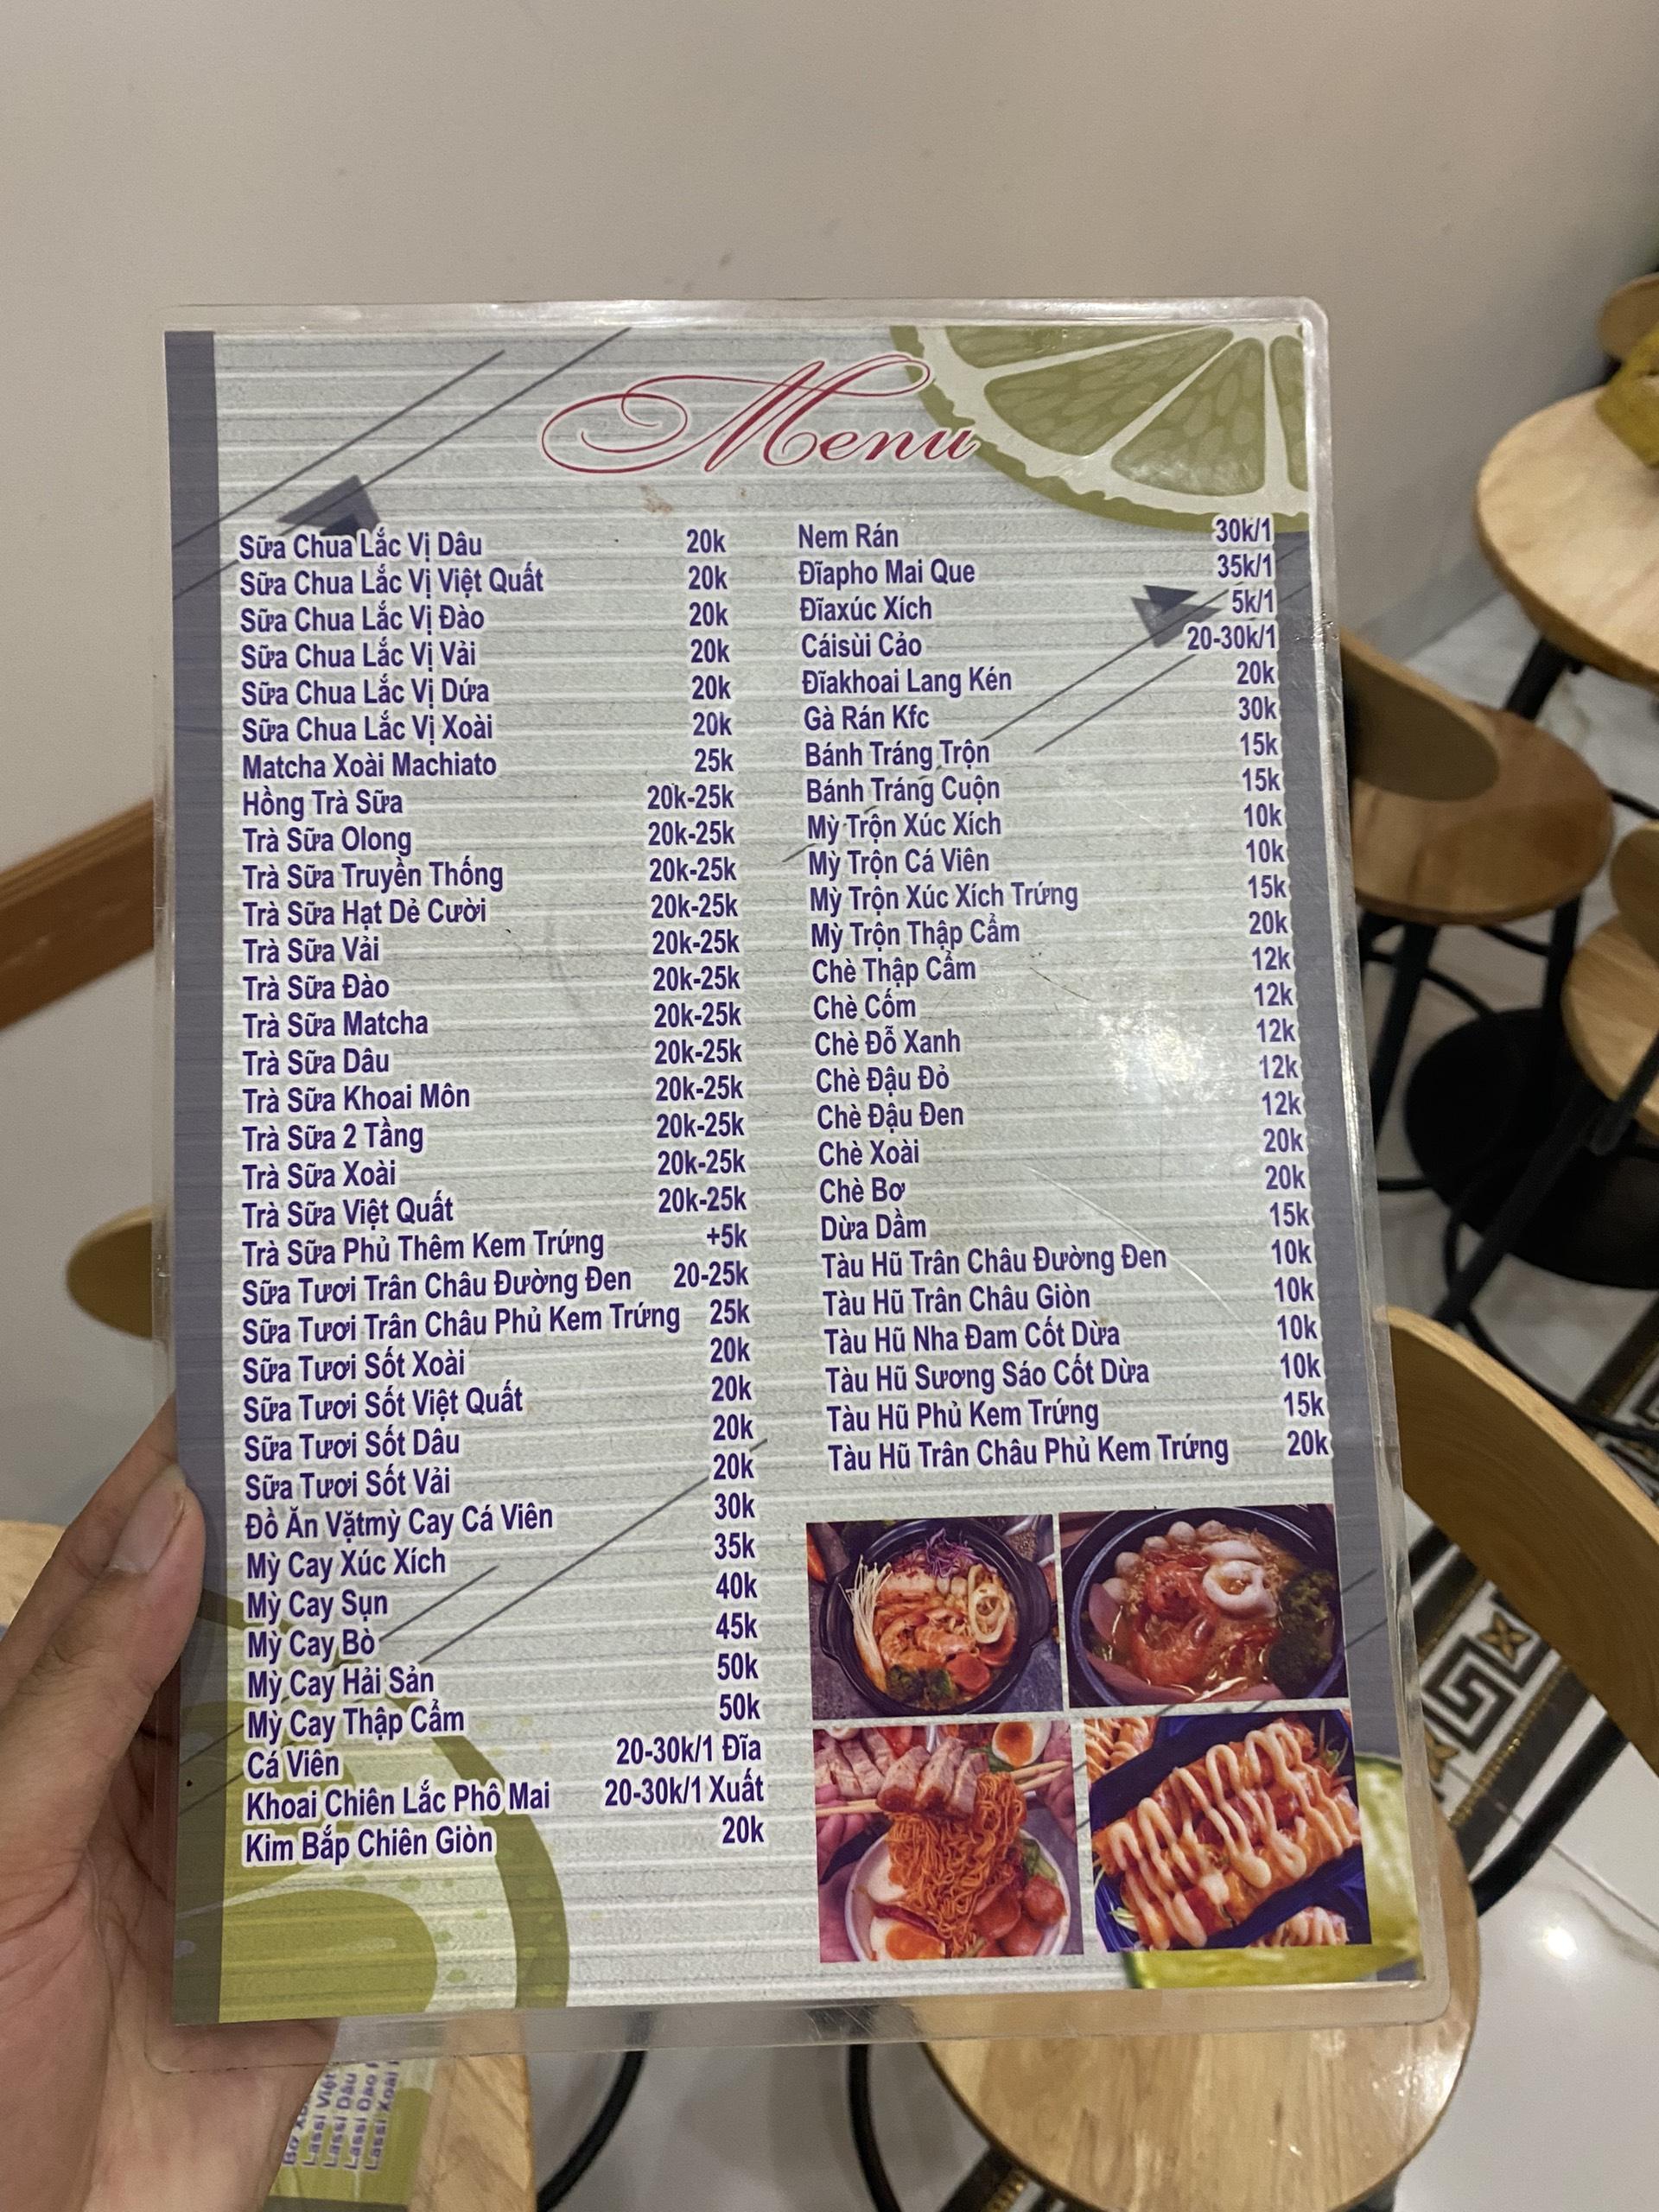 Menu
Sữa Chua Lắc Vị Dâu 20k
Sữa Chua Lắc Vị Việt Quất 20k
Sữa Chua Lắc Vị Đào 20k
Sữa Chua Lắc Vị Vải 20k
Sữa Chua Lắc Vị Dứa 20k
Sữa Chua Lắc Vị Xoài 20k
Matcha Xoài Machiato 25k
Hồng Trà Sữa 20k-25k
Trà Sữa Olong 20k-25k
Trà Sữa Truyền Thống 20k-25k
Trà Sữa Hạt Dẻ Cười 20k-25k
Trà Sữa Vải 20k-25k
Trà Sữa Đào 20k-25k
Trà Sữa Matcha 20k-25k
Trà Sữa Dâu 20k-25k
Trà Sữa Khoai Môn 20k-25k
Trà Sữa 2 Tầng 20k-25k
Trà Sữa Xoài 20k-25k
Trà Sữa Việt Quất 20k-25k
Trà Sữa Phủ Thêm Kem Trứng +5k
Sữa Tươi Trân Châu Đường Đen 20-25k
Sữa Tươi Trân Châu Phủ Kem Trứng 25k
Sữa Tươi Sốt Xoài 20k
Sữa Tươi Sốt Việt Quất 20k
Sữa Tươi Sốt Dâu 20k
Sữa Tươi Sốt Vải 20k
Đồ Ăn Vặtmỳ Cay Cá Viên 30k
Mỳ Cay Xúc Xích 35k
Mỳ Cay Sụn 40k
Mỳ Cay Bò 45k
Mỳ Cay Hải Sản 50k
Mỳ Cay Thập Cẩm 50k
Cá Viên 20-30k/1 Đĩa
Khoai Chiên Lắc Phô Mai 20-30k/1 Xuất
Kim Bắp Chiên Giòn 20k
Nem Rán 30k/1
Đĩapho Mai Que 35k/1
Đĩaxúc Xích 5k/1
Cáisùi Cảo 20-30k/1
Đĩakhoai Lang Kén 20k
Gà Rán Kfc 30k
Bánh Tráng Trộn 15k
Bánh Tráng Cuộn 15k
Mỳ Trộn Xúc Xích 10k
Mỳ Trộn Cá Viên 10k
Mỳ Trộn Xúc Xích Trứng 15k
Mỳ Trộn Thập Cẩm 20k
Chè Thập Cẩm 12k
Chè Cốm 12k
Chè Đỗ Xanh 12k
Chè Đậu Đỏ 12k
Chè Đậu Đen 12k
Chè Xoài 20k
Chè Bơ 20k
Dừa Dầm 15k
Tàu Hũ Trân Châu Đường Đen 10k
Tàu Hũ Trân Châu Giòn 10k
Tàu Hũ Nha Đam Cốt Dừa 10k
Tàu Hũ Sương Sáo Cốt Dừa 10k
Tàu Hũ Phủ Kem Trứng 15k
Tàu Hũ Trân Châu Phủ Kem Trứng 20k
Lassi Việt
Lassi Dâu
Lassi Đào
Lassi Xoài